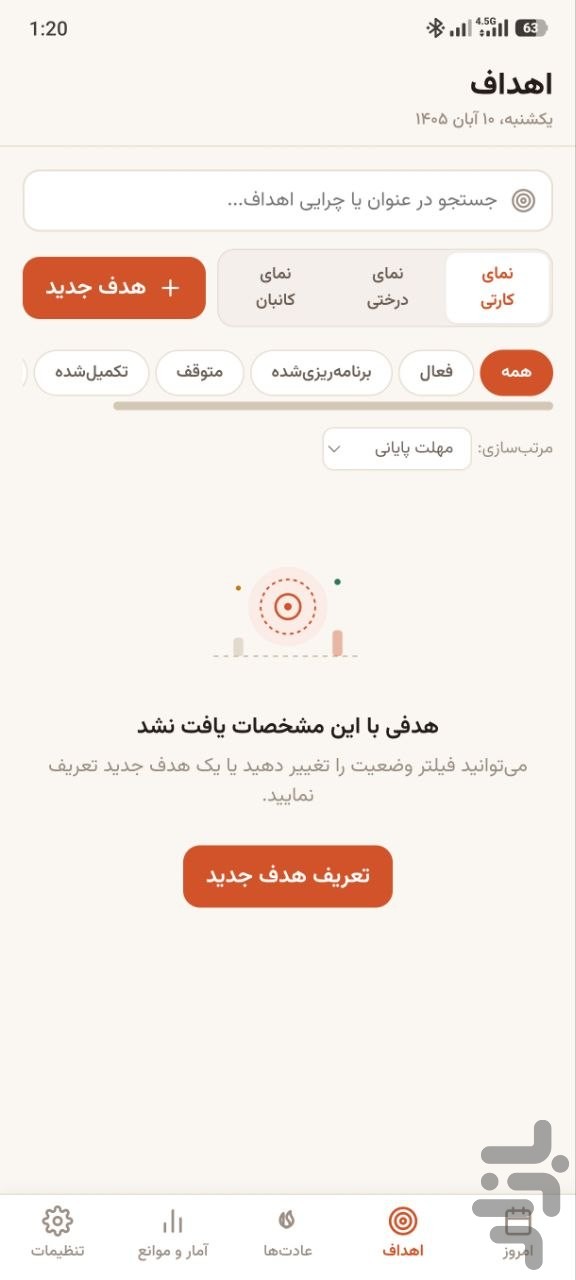 1:20
4.5G
63
اهداف
یکشنبه، ۱۰ آبان ۱۴۰۵
جستجو در عنوان یا چرایی اهداف...
نمای کارتی
نمای درختی
نمای کانبان
+ هدف جدید
همه
فعال
برنامه‌ریزی‌شده
متوقف
تکمیل‌شده
مرتب‌سازی:
مهلت پایانی
هدفی با این مشخصات یافت نشد
می‌توانید فیلتر وضعیت را تغییر دهید یا یک هدف جدید تعریف
نمایید.
تعریف هدف جدید
امروز
اهداف
عادت‌ها
آمار و موانع
تنظیمات